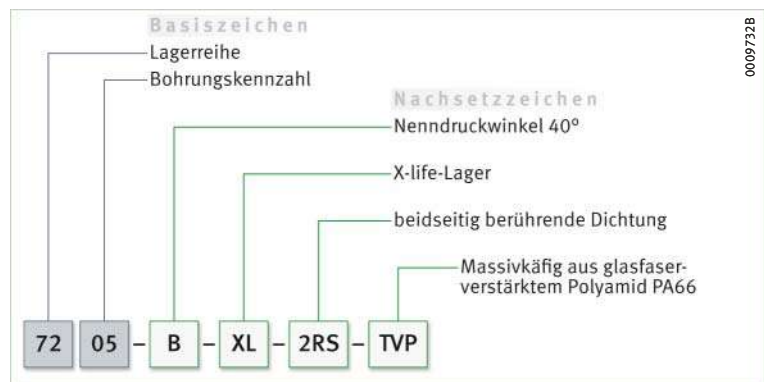 Basiszeichen
Lagerreihe
Bohrungskennzahl
Nachsetzzeichen
Nenndruckwinkel 40°
X-life-Lager
beidseitig berührende Dichtung
Massivkäfig aus glasfaser-
verstärktem Polyamid PA66
72 05 – B – XL – 2RS – TVP
0009732B